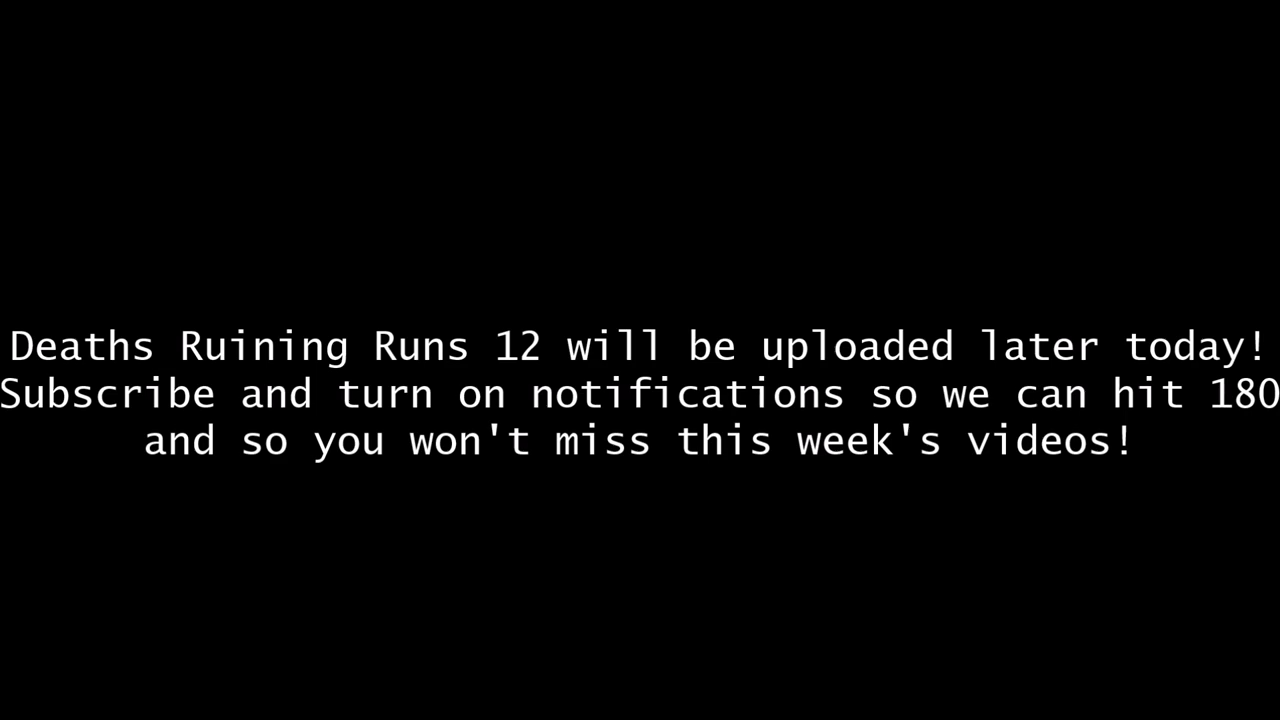 Deaths Ruining Runs 12 will be uploaded later today!
Subscribe and turn on notifications so we can hit 180
and so you won't miss this week's videos!